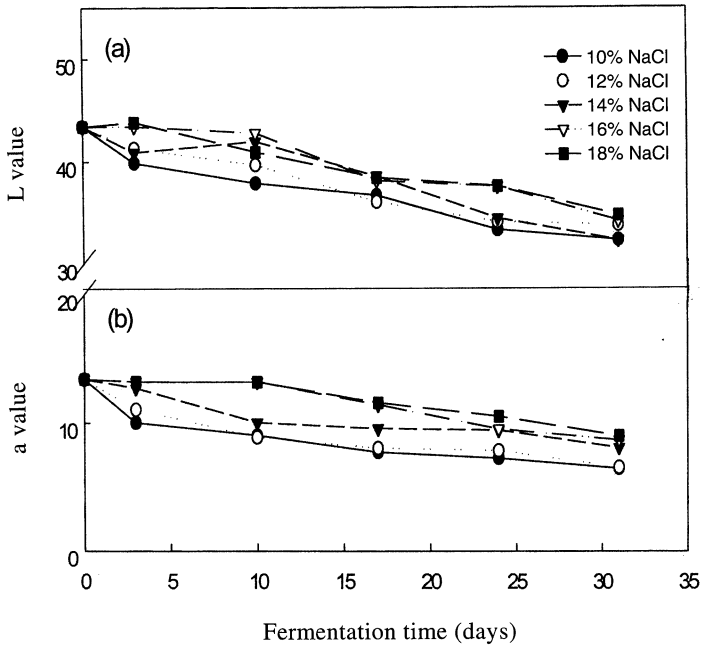 (a)
50
40
30
L value
10% NaCl
12% NaCl
14% NaCl
16% NaCl
18% NaCl
20
10
0
(b)
a value
0 5 10 15 20 25 30 35
Fermentation time (days)